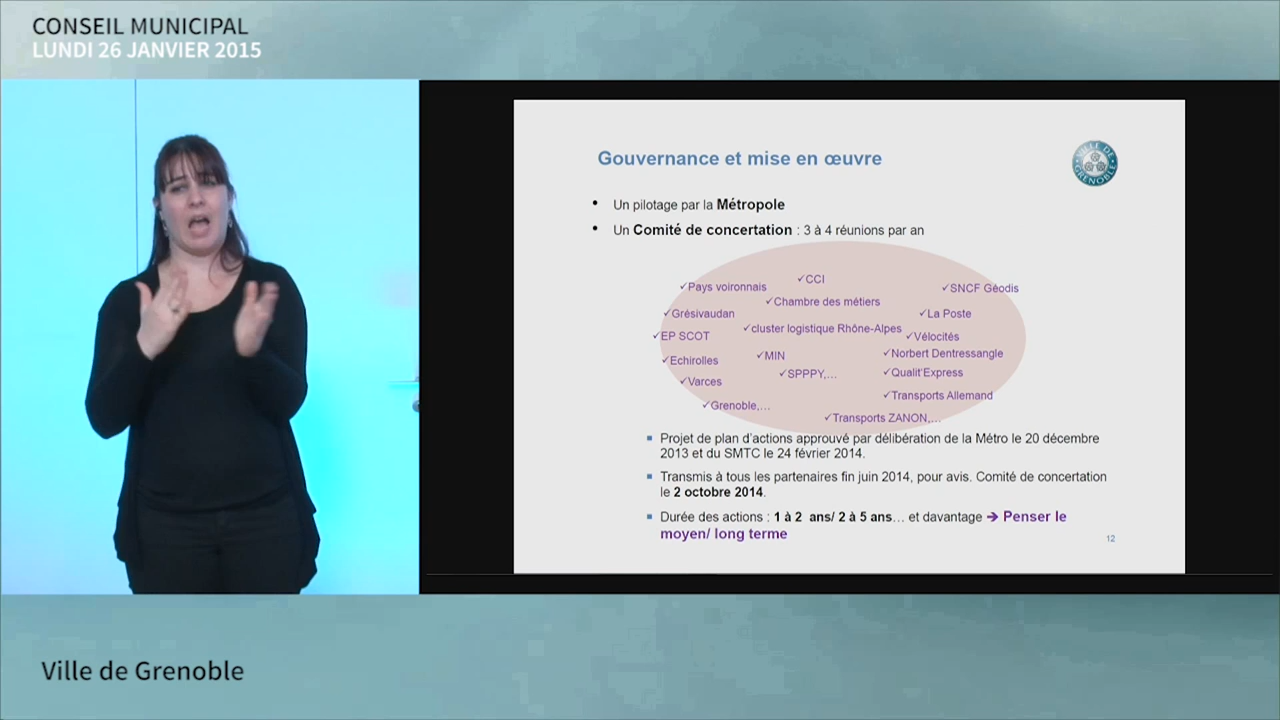 CONSEIL MUNICIPAL
LUNDI 26 JANVIER 2015
Gouvernance et mise en œuvre
VILLE DE GRENOBLE
• Un pilotage par la Métropole
• Un Comité de concertation : 3 à 4 réunions par an
✓Pays voironnais
✓CCI
✓SNCF Géodis
✓Chambre des métiers
✓Grésivaudan
✓La Poste
✓cluster logistique Rhône-Alpes
✓EP SCOT
✓Vélocités
✓Echirolles
✓MIN
✓Norbert Dentressangle
✓SPPPY,...
✓Qualit'Express
✓Varces
✓Transports Allemand
✓Grenoble,...
✓Transports ZANON,...
▪ Projet de plan d'actions approuvé par délibération de la Métro le 20 décembre
2013 et du SMTC le 24 février 2014.
▪ Transmis à tous les partenaires fin juin 2014, pour avis. Comité de concertation
le 2 octobre 2014.
▪ Durée des actions : 1 à 2 ans/ 2 à 5 ans... et davantage ➔ Penser le
moyen/ long terme
12
Ville de Grenoble